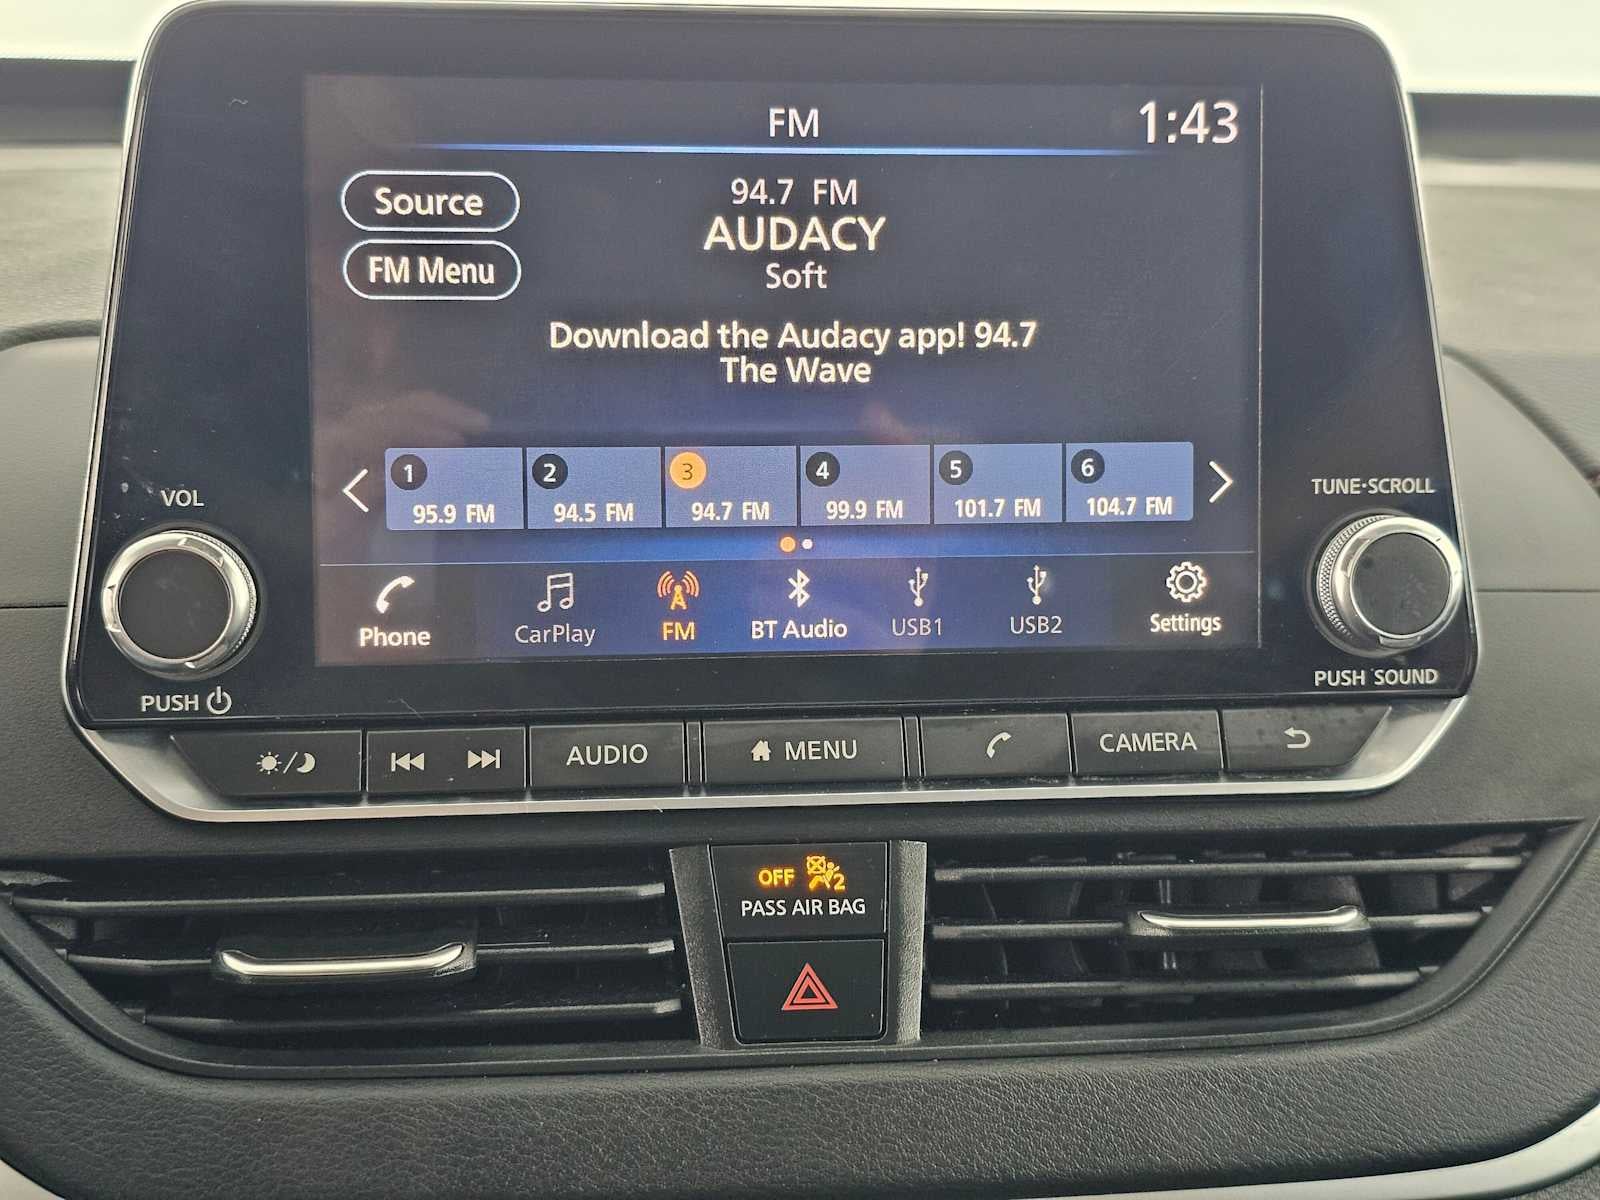 FM
1:43
Source
94.7 FM
AUDACY
FM Menu
Soft
Download the Audacy app! 94.7
The Wave
1 2 3 4 5 6
95.9 FM 94.5 FM 94.7 FM 99.9 FM 101.7 FM 104.7 FM
VOL
TUNE·SCROLL
Phone CarPlay FM BT Audio USB1 USB2 Settings
PUSH
PUSH SOUND
AUDIO MENU CAMERA
OFF 2
PASS AIR BAG